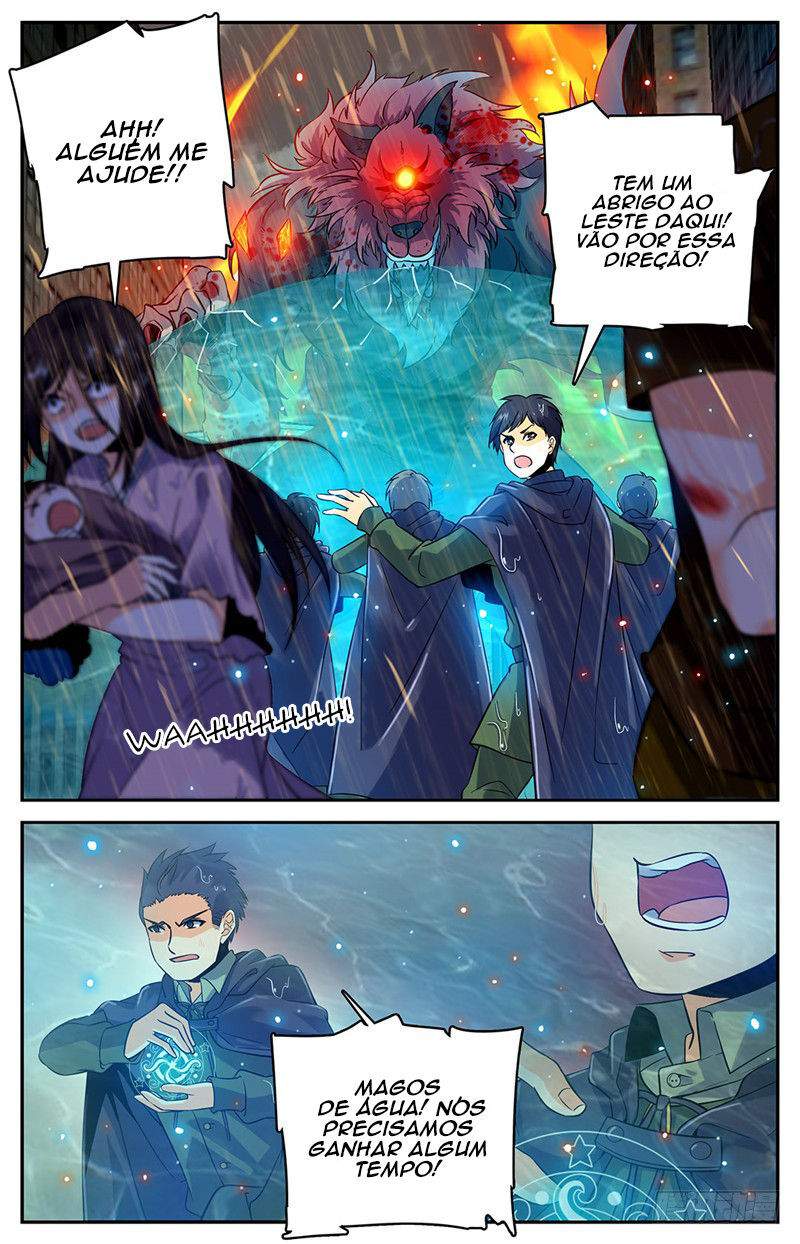 AHH!
ALGUÉM ME
AJUDE!!
TEM UM
ABRIGO AO
LESTE DAQUI!
VÃO POR ESSA
DIREÇÃO!
WAAHHHHHHH!
MAGOS
DE ÁGUA! NÓS
PRECISAMOS
GANHAR ALGUM
TEMPO!